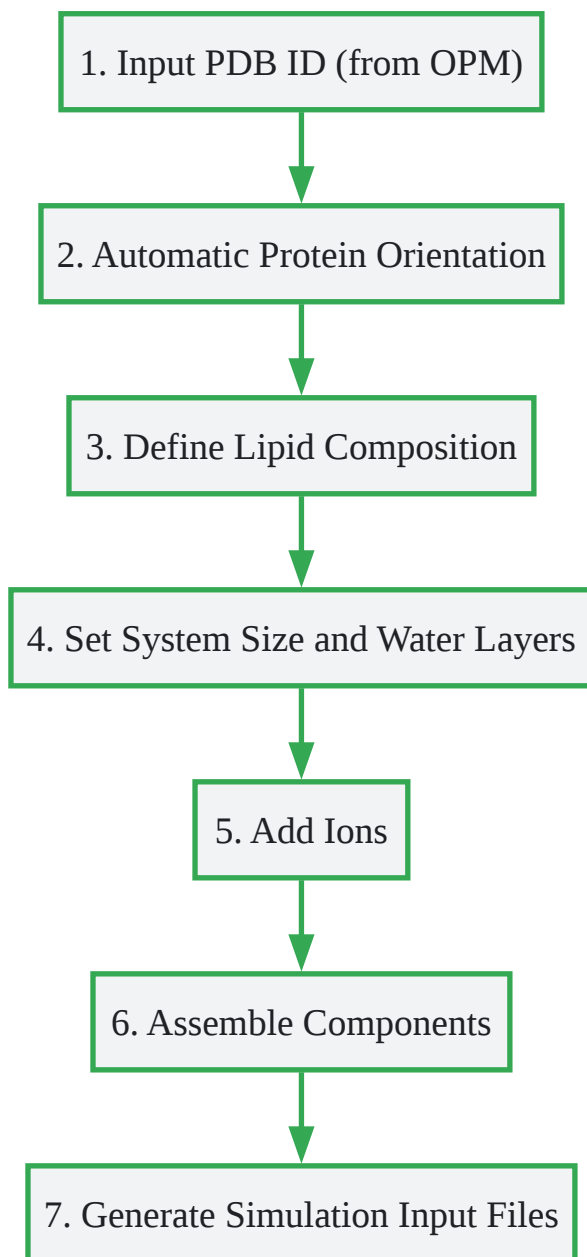 1. Input PDB ID (from OPM)
2. Automatic Protein Orientation
3. Define Lipid Composition
4. Set System Size and Water Layers
5. Add Ions
6. Assemble Components
7. Generate Simulation Input Files